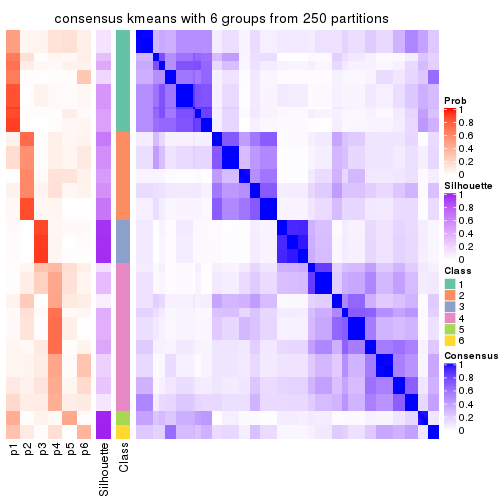 consensus kmeans with 6 groups from 250 partitions
Prob
1
0.8
0.6
0.4
0.2
0
Silhouette
1
0.8
0.6
0.4
0.2
0
Class
1
2
3
4
5
6
Consensus
1
0.8
0.6
0.4
0.2
0
p1
p2
p3
p4
p5
p6
Silhouette
Class